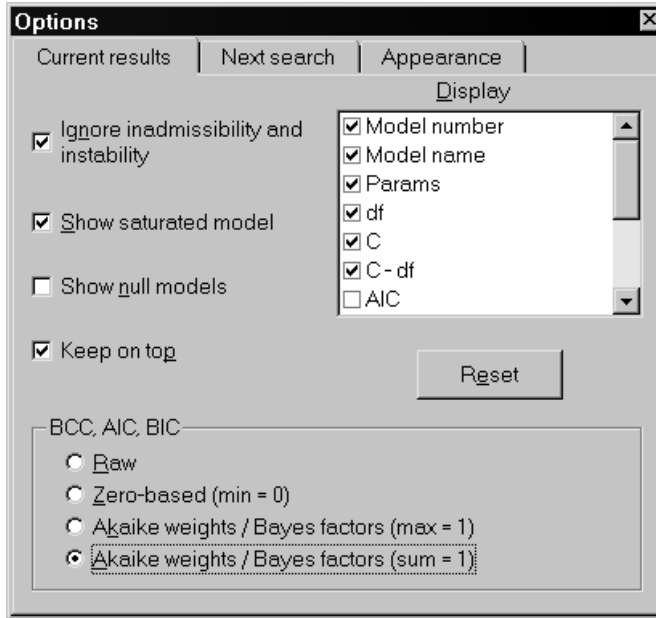 Options
Current results
Next search
Appearance
Display
Ignore inadmissibility and
instability
Show saturated model
Show null models
Keep on top
Model number
Model name
Params
df
C
C - df
AIC
Reset
BCC, AIC, BIC
Raw
Zero-based (min = 0)
Akaike weights / Bayes factors (max = 1)
Akaike weights / Bayes factors (sum = 1)